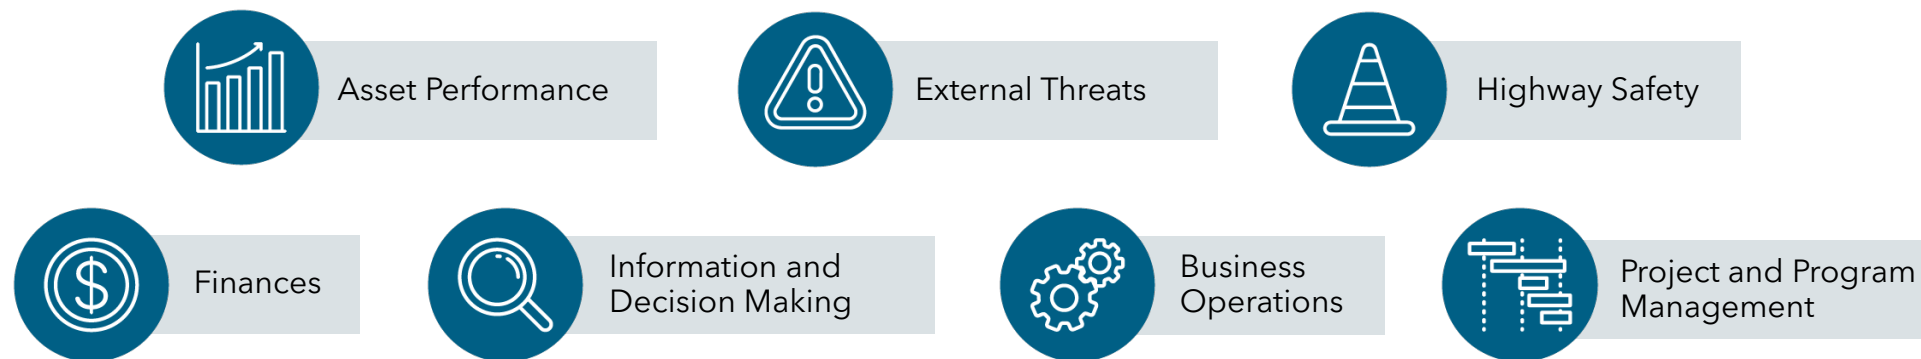 Asset Performance
External Threats
Highway Safety
Finances
Information and
Decision Making
Business
Operations
Project and Program
Management